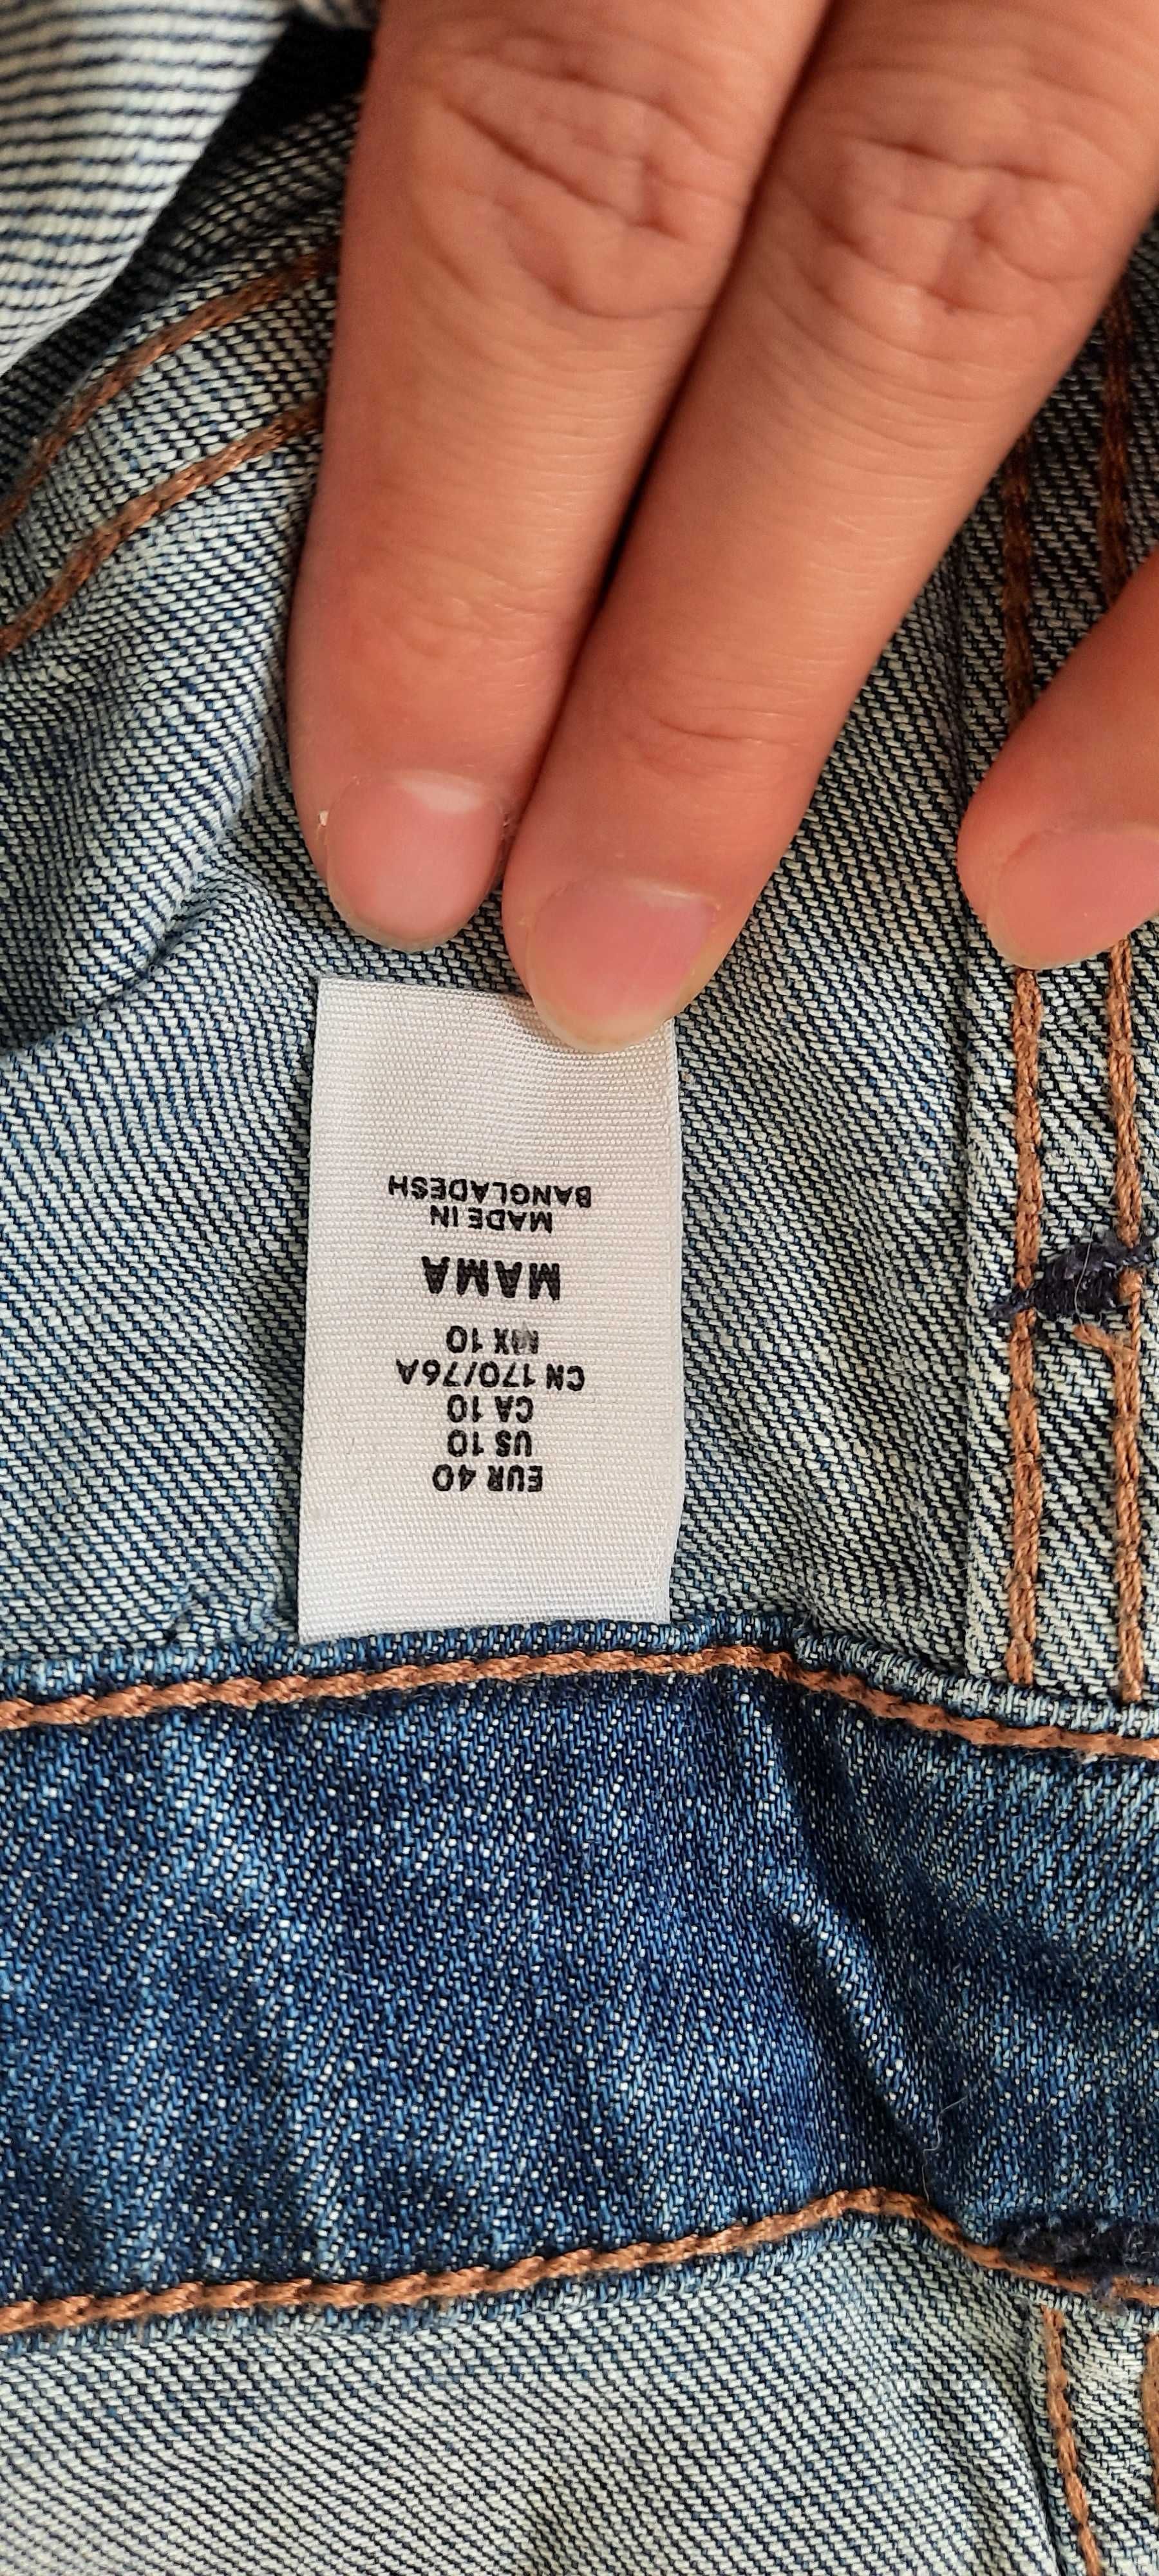 EUR 40
US 10
CA 10
CN 170/76A
MX 10
MAMA
MADE IN
BANGLADESH